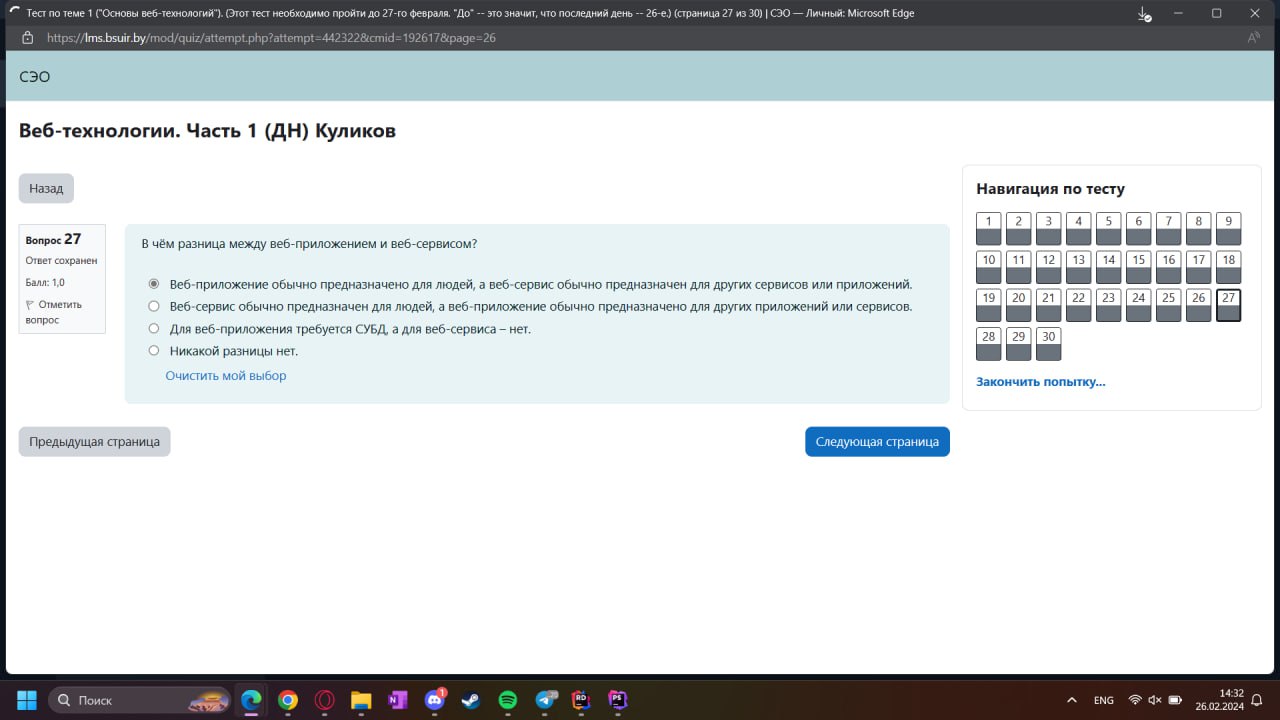 Тест по теме 1 ("Основы веб-технологий"). (Этот тест необходимо пройти до 27-го февраля. "До" -- это значит, что последний день -- 26-е.) (страница 27 из 30) | СЭО — Личный: Microsoft Edge
https://lms.bsuir.by/mod/quiz/attempt.php?attempt=442322&cmid=192617&page=26
СЭО
Веб-технологии. Часть 1 (ДН) Куликов
Назад
Вопрос 27
Ответ сохранен
Балл: 1,0
Отметить
вопрос
В чём разница между веб-приложением и веб-сервисом?
Веб-приложение обычно предназначено для людей, а веб-сервис обычно предназначен для других сервисов или приложений.
Веб-сервис обычно предназначен для людей, а веб-приложение обычно предназначено для других приложений или сервисов.
Для веб-приложения требуется СУБД, а для веб-сервиса – нет.
Никакой разницы нет.
Очистить мой выбор
Предыдущая страница
Следующая страница
Навигация по тесту
1 2 3 4 5 6 7 8 9
10 11 12 13 14 15 16 17 18
19 20 21 22 23 24 25 26 27
28 29 30
Закончить попытку...
Поиск
1
RD
PS
ENG
14:32
26.02.2024